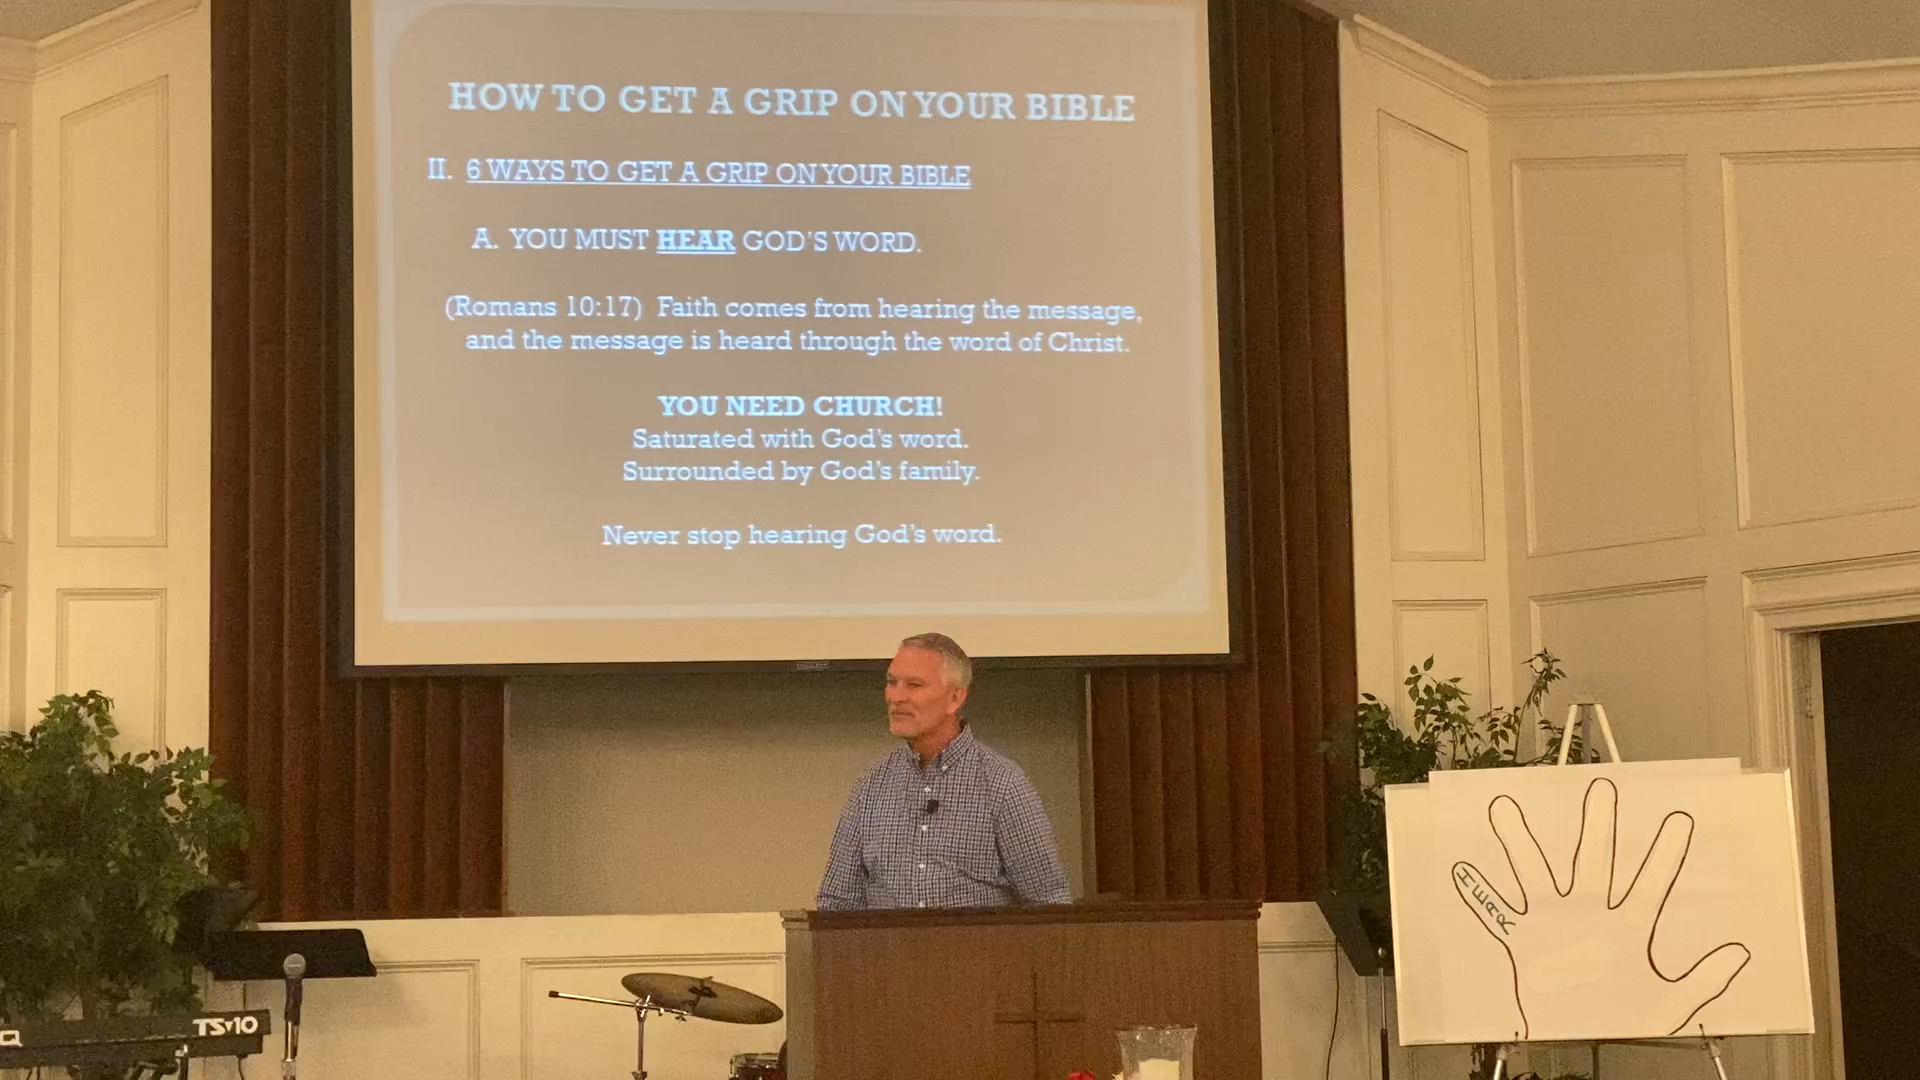 HOW TO GET A GRIP ON YOUR BIBLE
II. 6 WAYS TO GET A GRIP ON YOUR BIBLE
A. YOU MUST HEAR GOD'S WORD.
(Romans 10:17) Faith comes from hearing the message,
and the message is heard through the word of Christ.
YOU NEED CHURCH!
Saturated with God's word.
Surrounded by God's family.
Never stop hearing God's word.
HEAR
TSV10